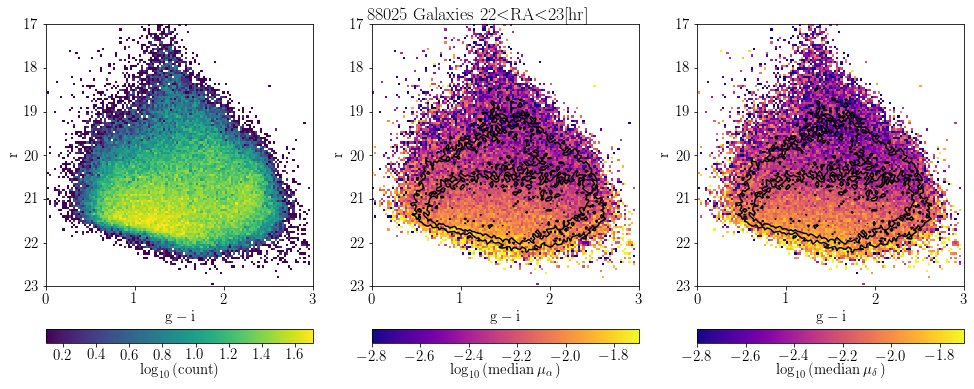 88025 Galaxies 22<RA<23[hr]
17
18
19
20
21
22
23
r
0 1 2 3
g − i
0.2 0.4 0.6 0.8 1.0 1.2 1.4 1.6
log10(count)
17
18
19
20
21
22
23
r
0 1 2 3
g − i
−2.8 −2.6 −2.4 −2.2 −2.0 −1.8
log10(median μα)
17
18
19
20
21
22
23
r
0 1 2 3
g − i
−2.8 −2.6 −2.4 −2.2 −2.0 −1.8
log10(median μδ)